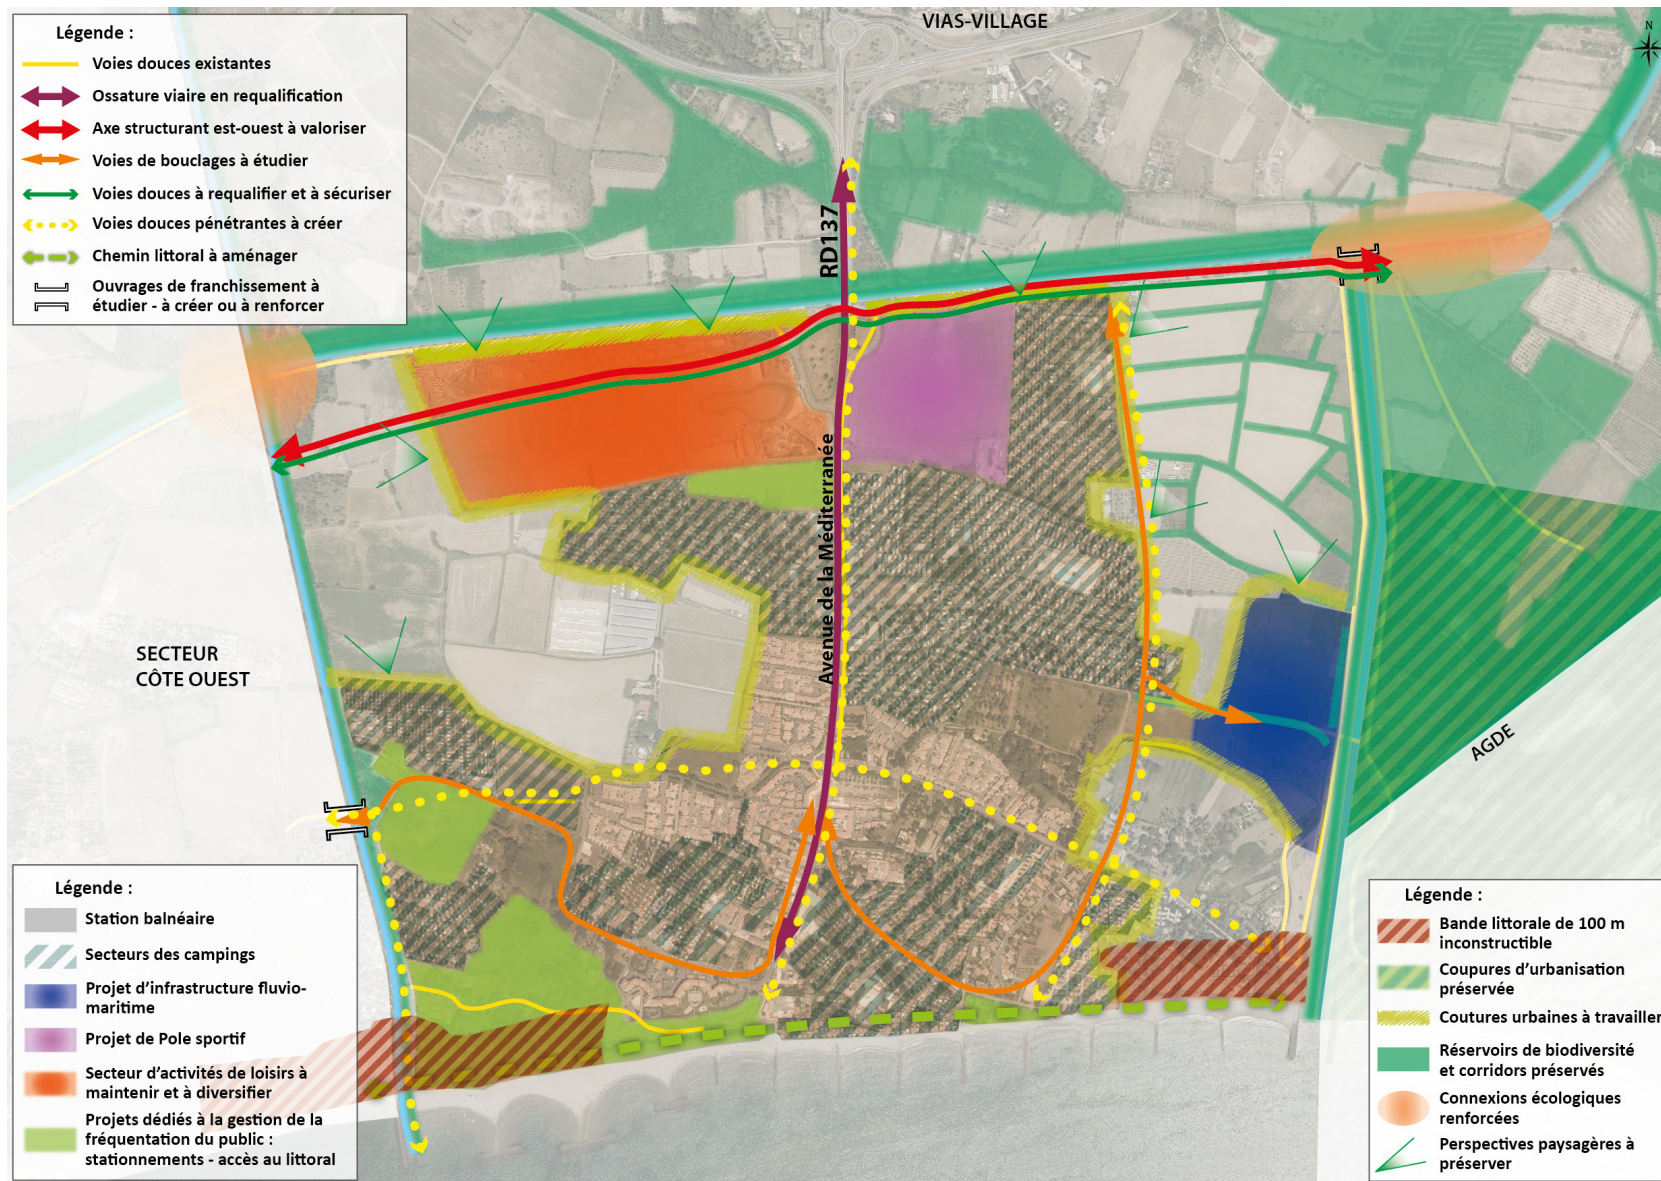 VIAS-VILLAGE
N
Légende :
Voies douces existantes
Ossature viaire en requalification
Axe structurant est-ouest à valoriser
Voies de bouclages à étudier
Voies douces à requalifier et à sécuriser
Voies douces pénétrantes à créer
Chemin littoral à aménager
Ouvrages de franchissement à
étudier - à créer ou à renforcer
RD137
Avenue de la Méditerranée
SECTEUR
CÔTE OUEST
AGDE
Légende :
Station balnéaire
Secteurs des campings
Projet d'infrastructure fluvio-
maritime
Projet de Pole sportif
Secteur d'activités de loisirs à
maintenir et à diversifier
Projets dédiés à la gestion de la
fréquentation du public :
stationnements - accès au littoral
Légende :
Bande littorale de 100 m
inconstructible
Coupures d'urbanisation
préservée
Coutures urbaines à travailler
Réservoirs de biodiversité
et corridors préservés
Connexions écologiques
renforcées
Perspectives paysagères à
préserver